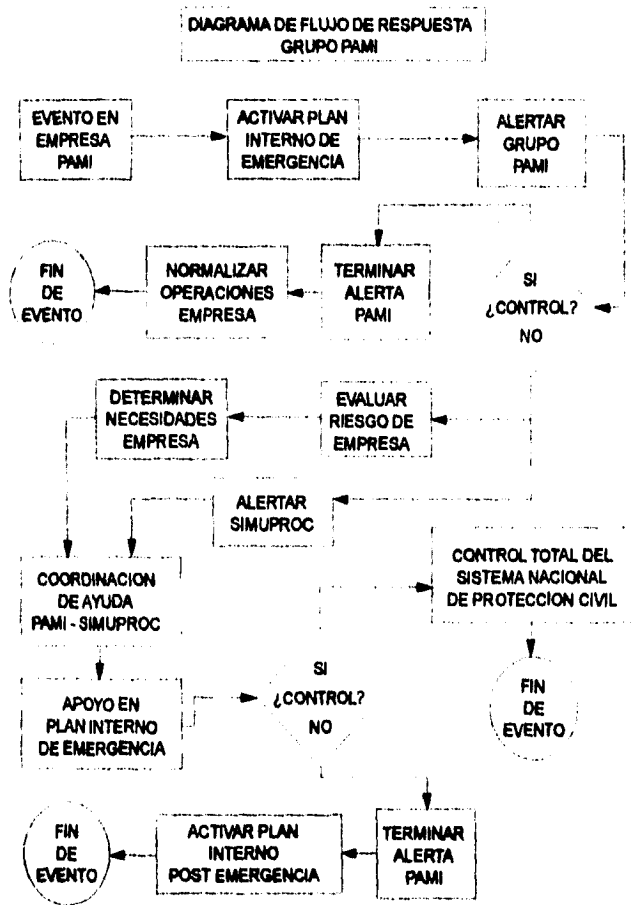 DIAGRAMA DE FLUJO DE RESPUESTA
GRUPO PAMI
EVENTO EN
EMPRESA
PAMI
ACTIVAR PLAN
INTERNO DE
EMERGENCIA
ALERTAR
GRUPO
PAMI
FIN
DE
EVENTO
NORMALIZAR
OPERACIONES
EMPRESA
TERMINAR
ALERTA
PAMI
SI
¿CONTROL?
NO
DETERMINAR
NECESIDADES
EMPRESA
EVALUAR
RIESGO DE
EMPRESA
ALERTAR
SIMUPROC
CONTROL TOTAL DEL
SISTEMA NACIONAL
DE PROTECCION CIVIL
COORDINACION
DE AYUDA
PAMI - SIMUPROC
SI
¿CONTROL?
NO
FIN
DE
EVENTO
APOYO EN
PLAN INTERNO
DE EMERGENCIA
FIN
DE
EVENTO
ACTIVAR PLAN
INTERNO
POST EMERGENCIA
TERMINAR
ALERTA
PAMI